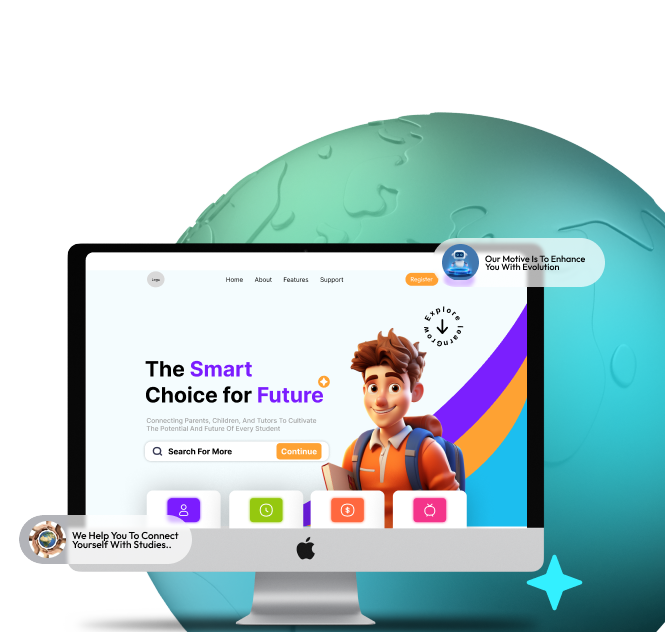 Our Motive Is To Enhance
You With Evolution
Logo
Home About Features Support
Register
Explore learn Grow
The Smart
Choice for Future
Connecting Parents, Children, And Tutors To Cultivate
The Potential And Future Of Every Student
Search For More
Continue
We Help You To Connect
Yourself With Studies..